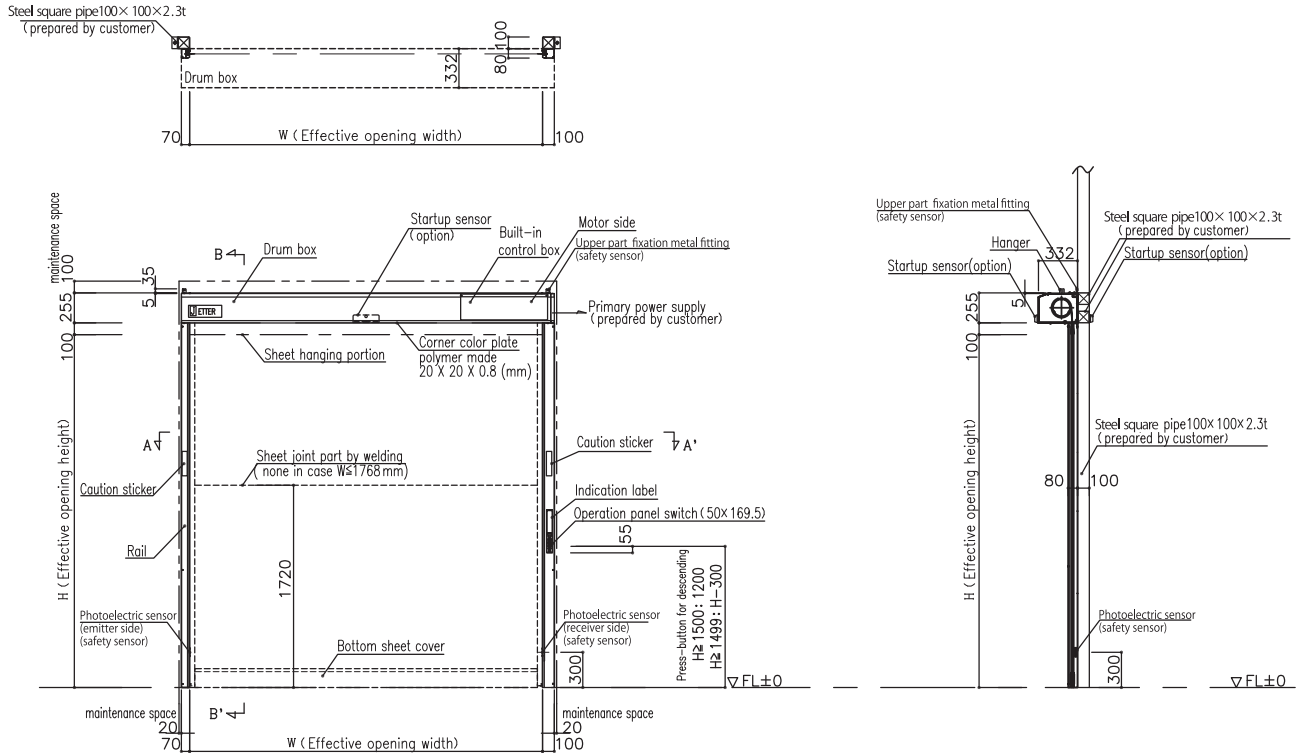 Steel square pipe100×100×2.3t
(prepared by customer)
Drum box
332
80 100
70
W (Effective opening width)
100
maintenance space
100
5 35
255
100
H (Effective opening height)
B
Drum box
Startup sensor
(option)
Built-in
control box
Motor side
Upper part fixation metal fitting
(safety sensor)
JETTER
Primary power supply
(prepared by customer)
Sheet hanging portion
Corner color plate
polymer made
20 X 20 X 0.8 (mm)
A
A'
Caution sticker
Sheet joint part by welding
(none in case W≦1768mm)
Caution sticker
Indication label
Operation panel switch(50×169.5)
55
Rail
1720
Press-button for descending
H≧1500:1200
H≧1499:H-300
Photoelectric sensor
(emitter side)
(safety sensor)
Photoelectric sensor
(receiver side)
(safety sensor)
Bottom sheet cover
300
▽FL±0
maintenance space
B'
maintenance space
20
20
70
W (Effective opening width)
100
Upper part fixation metal fitting
(safety sensor)
Steel square pipe100×100×2.3t
(prepared by customer)
Hanger
332
Startup sensor(option)
Startup sensor(option)
5
255
100
H (Effective opening height)
Steel square pipe100×100×2.3t
(prepared by customer)
80
100
Photoelectric sensor
(safety sensor)
300
▽FL±0